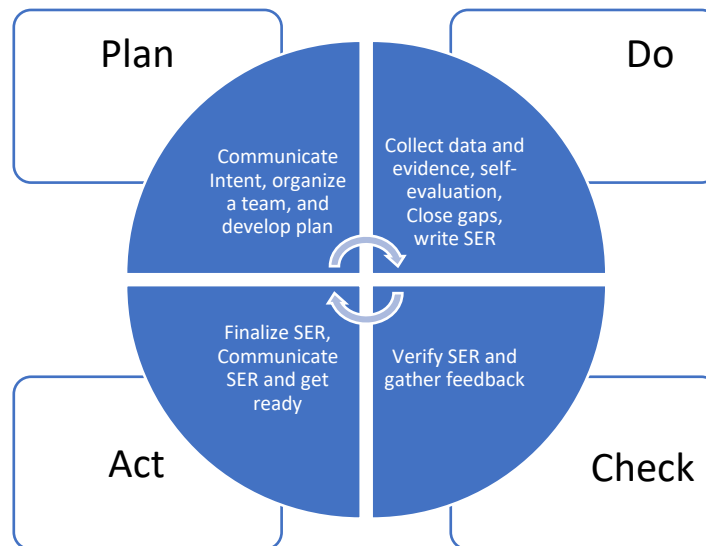 Plan
Do
Communicate
Intent, organize
a team, and
develop plan
Collect data and
evidence, self-
evaluation,
Close gaps,
write SER
Finalize SER,
Communicate
SER and get
ready
Verify SER and
gather feedback
Act
Check